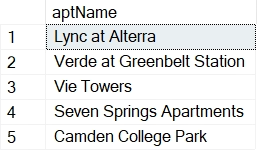 aptName
1 Lync at Alterra
2 Verde at Greenbelt Station
3 Vie Towers
4 Seven Springs Apartments
5 Camden College Park